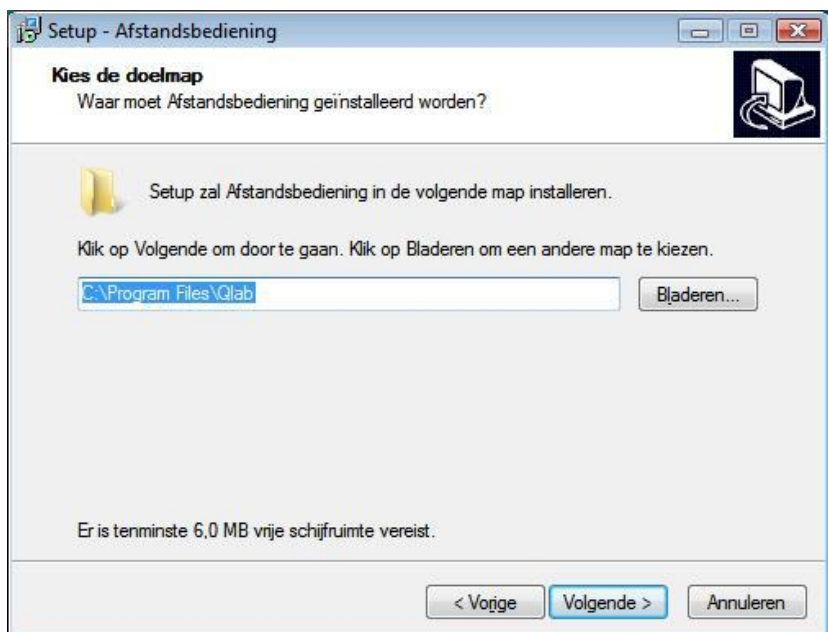 Setup - Afstandsbediening
Kies de doelmap
Waar moet Afstandsbediening geïnstalleerd worden?
Setup zal Afstandsbediening in de volgende map installeren.
Klik op Volgende om door te gaan. Klik op Bladeren om een andere map te kiezen.
C:\Program Files\Qlab
Bladeren...
Er is tenminste 6,0 MB vrije schijfruimte vereist.
< Vorige
Volgende >
Annuleren